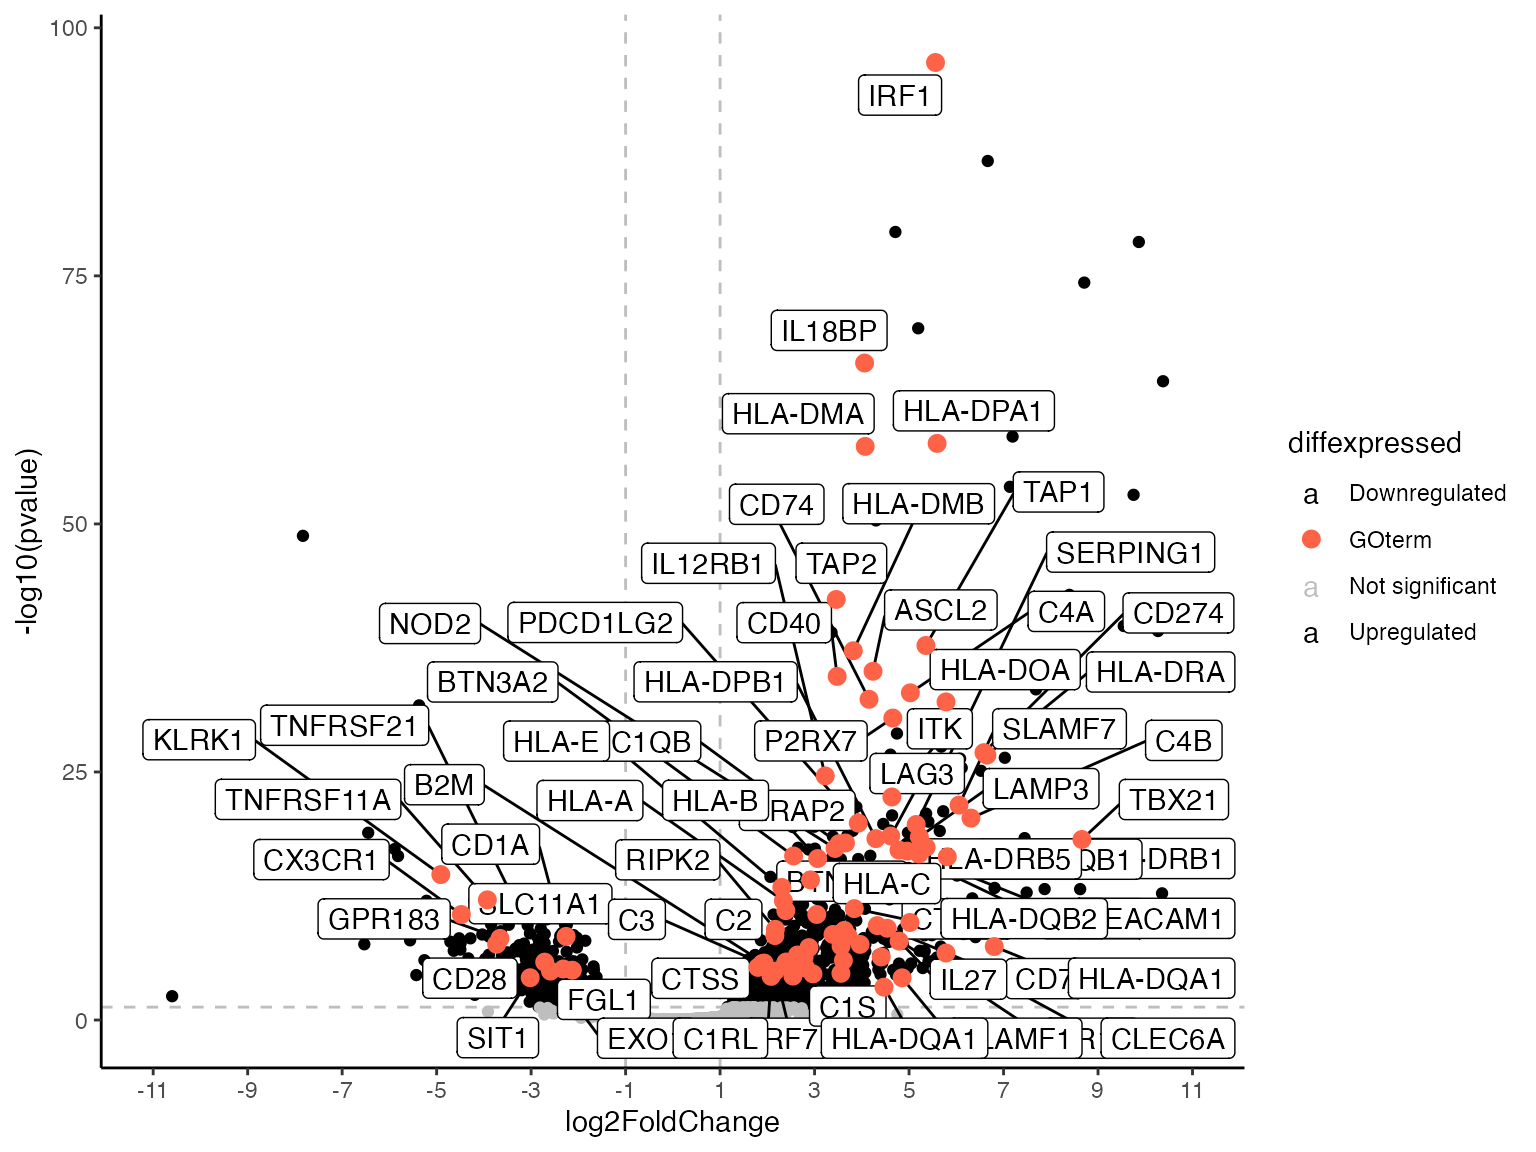 100
75
50
25
0
-log10(pvalue)
IRF1
IL18BP
HLA-DMA
HLA-DPA1
CD74
HLA-DMB
TAP1
IL12RB1
TAP2
SERPING1
NOD2
PDCD1LG2
CD40
ASCL2
C4A
CD274
BTN3A2
HLA-DPB1
HLA-DOA
HLA-DRA
KLRK1
TNFRSF21
HLA-E
C1QB
P2RX7
ITK
SLAMF7
C4B
TNFRSF11A
B2M
HLA-A
HLA-B
RAP2
LAG3
LAMP3
TBX21
CX3CR1
CD1A
RIPK2
HLA-DRB5
QB1
-DRB1
BTN
HLA-C
GPR183
SLC11A1
C3
C2
HLA-DQB2
EACAM1
CD28
FGL1
CTSS
C1S
IL27
CD7
HLA-DQA1
SIT1
EXO
C1RL
RF7
HLA-DQA1
LAMF1
R
CLEC6A
-11
-9
-7
-5
-3
-1
1
3
5
7
9
11
log2FoldChange
diffexpressed
a Downregulated
GOterm
a Not significant
a Upregulated